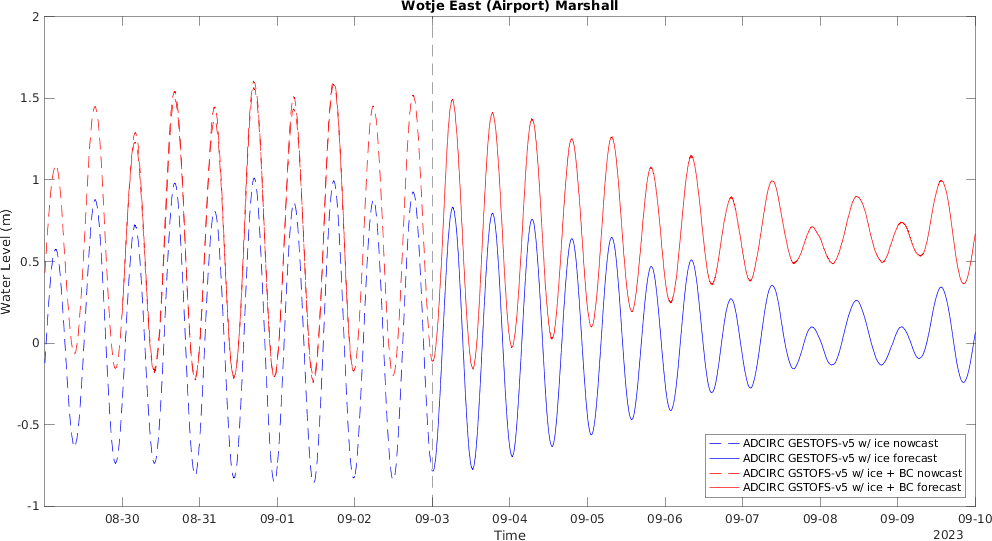 Wotje East (Airport) Marshall
2
1.5
1
0.5
0
-0.5
-1
Water Level (m)
08-30
08-31
09-01
09-02
09-03
09-04
09-05
09-06
09-07
09-08
09-09
09-10
Time
2023
ADCIRC GESTOFS-v5 w/ ice nowcast
ADCIRC GESTOFS-v5 w/ ice forecast
ADCIRC GSTOFS-v5 w/ ice + BC nowcast
ADCIRC GSTOFS-v5 w/ ice + BC forecast